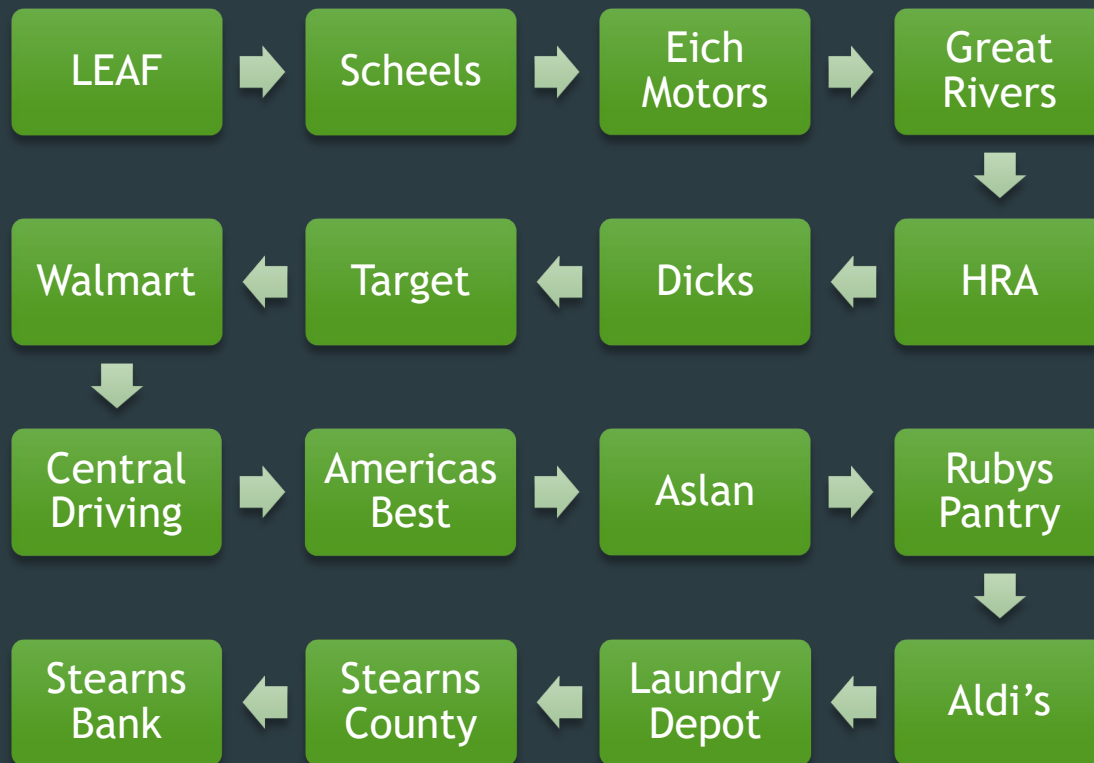 LEAF
Scheels
Eich
Motors
Great
Rivers
HRA
Dicks
Target
Walmart
Central
Driving
Americas
Best
Aslan
Rubys
Pantry
Aldi’s
Laundry
Depot
Stearns
County
Stearns
Bank